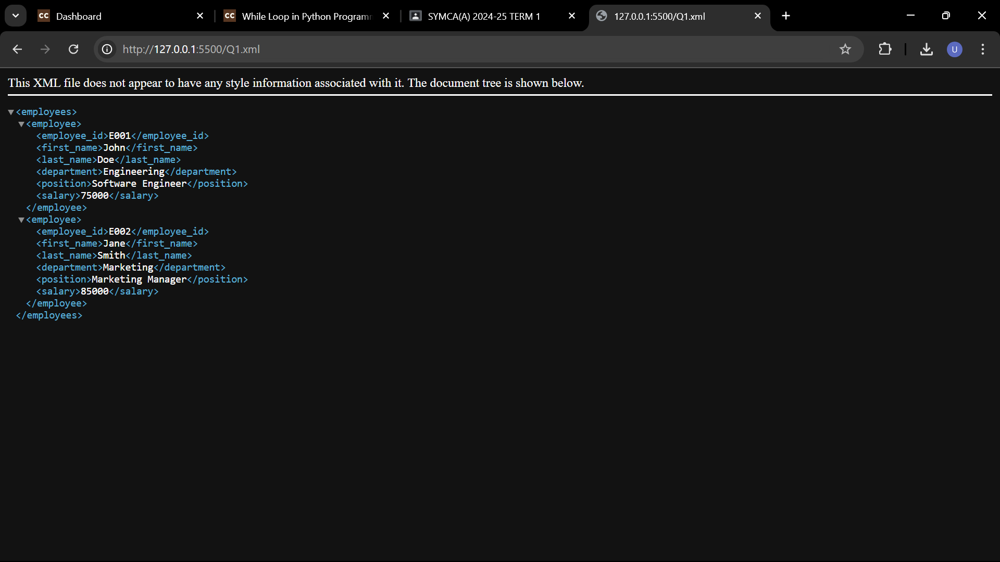 CC Dashboard
CC While Loop in Python Program
SYMCA(A) 2024-25 TERM 1
127.0.0.1:5500/Q1.xml
http://127.0.0.1:5500/Q1.xml
U
This XML file does not appear to have any style information associated with it. The document tree is shown below.
<employees>
<employee>
<employee_id>E001</employee_id>
<first_name>John</first_name>
<last_name>Doe</last_name>
<department>Engineering</department>
<position>Software Engineer</position>
<salary>75000</salary>
</employee>
<employee>
<employee_id>E002</employee_id>
<first_name>Jane</first_name>
<last_name>Smith</last_name>
<department>Marketing</department>
<position>Marketing Manager</position>
<salary>85000</salary>
</employee>
</employees>